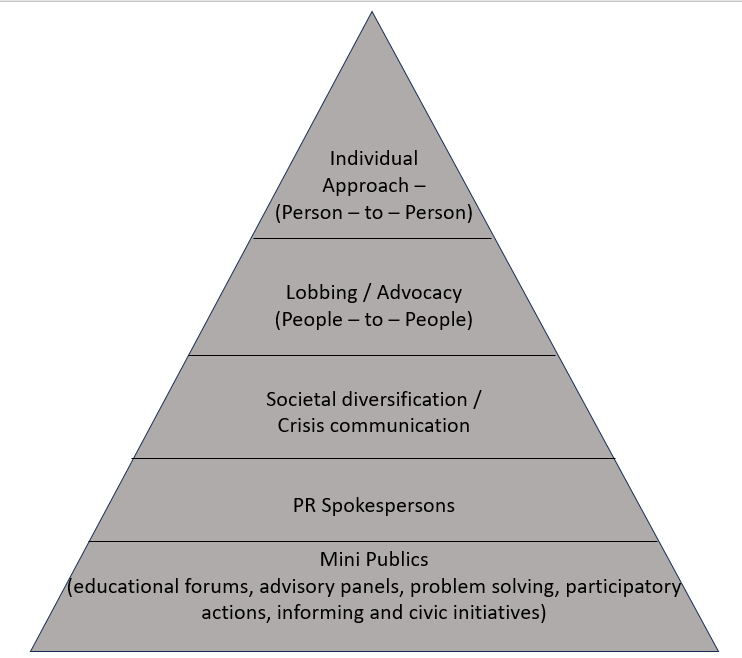 Individual
Approach –
(Person – to – Person)
Lobbing / Advocacy
(People – to – People)
Societal diversification /
Crisis communication
PR Spokespersons
Mini Publics
(educational forums, advisory panels, problem solving, participatory
actions, informing and civic initiatives)